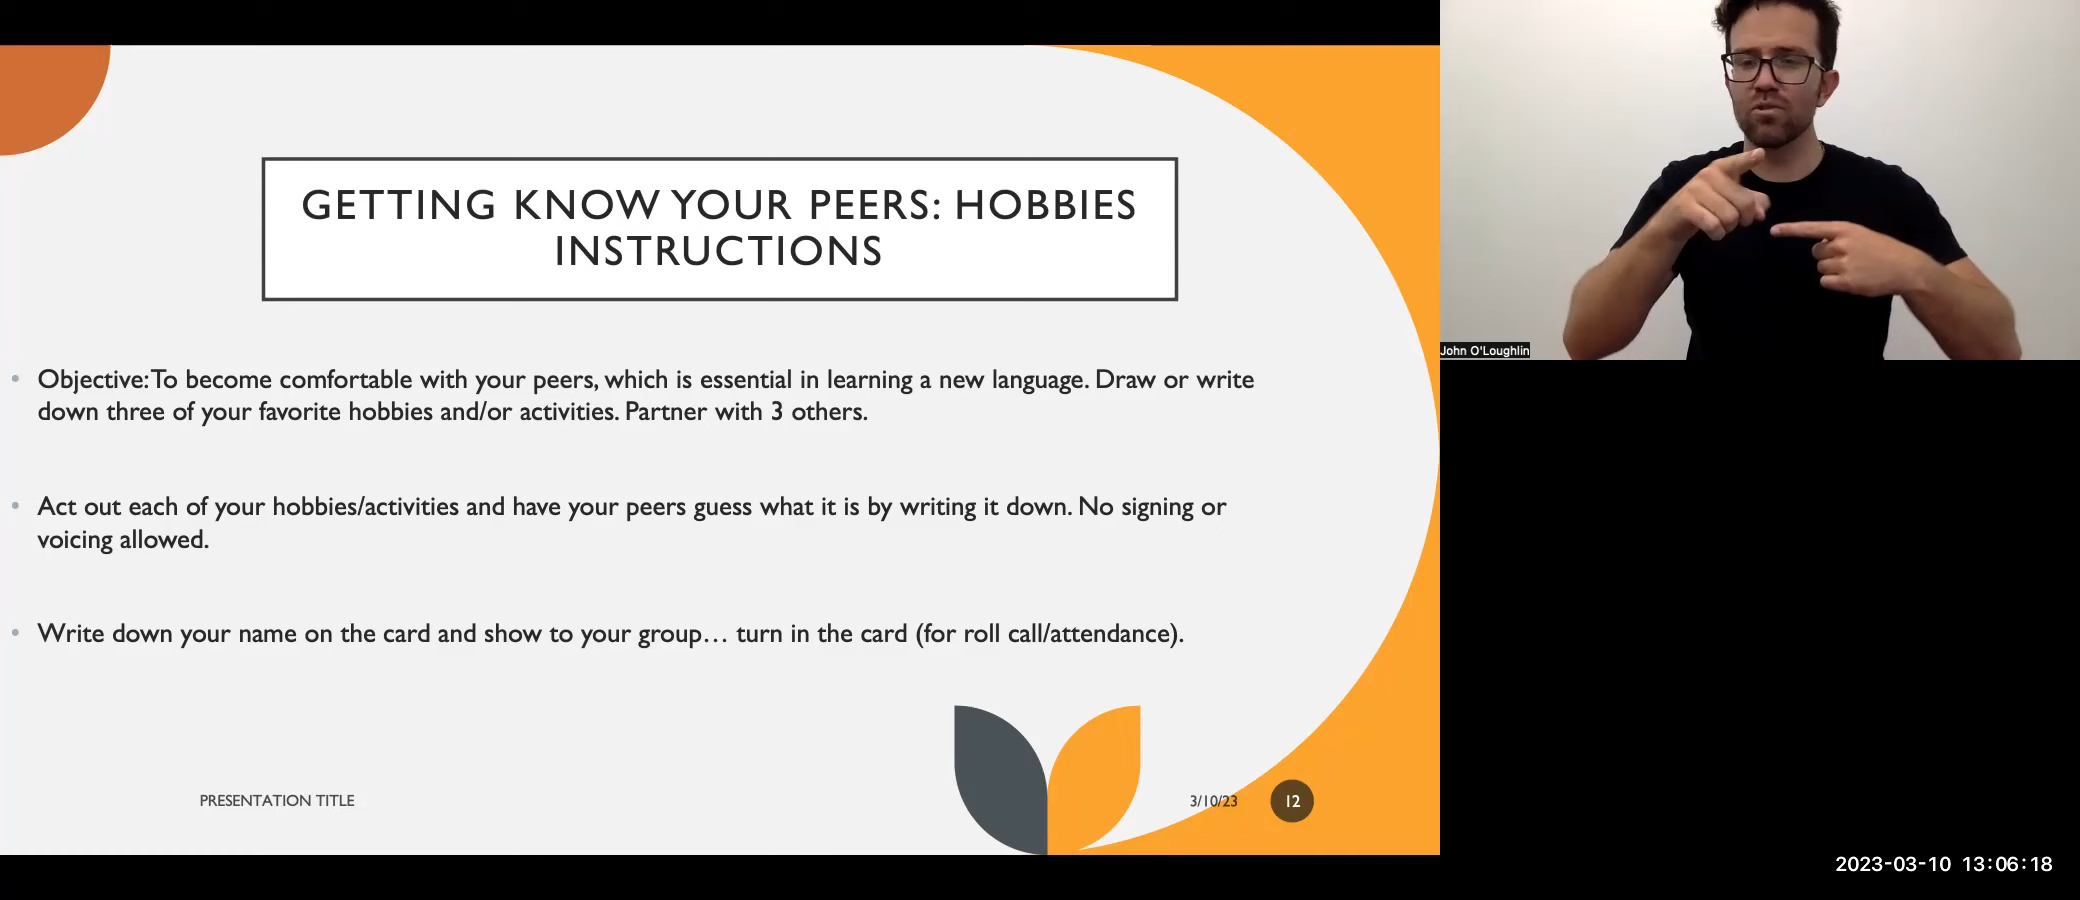 GETTING KNOW YOUR PEERS: HOBBIES
INSTRUCTIONS
• Objective: To become comfortable with your peers, which is essential in learning a new language. Draw or write
down three of your favorite hobbies and/or activities. Partner with 3 others.
• Act out each of your hobbies/activities and have your peers guess what it is by writing it down. No signing or
voicing allowed.
• Write down your name on the card and show to your group… turn in the card (for roll call/attendance).
PRESENTATION TITLE
3/10/23
12
John O'Loughlin
2023-03-10 13:06:18